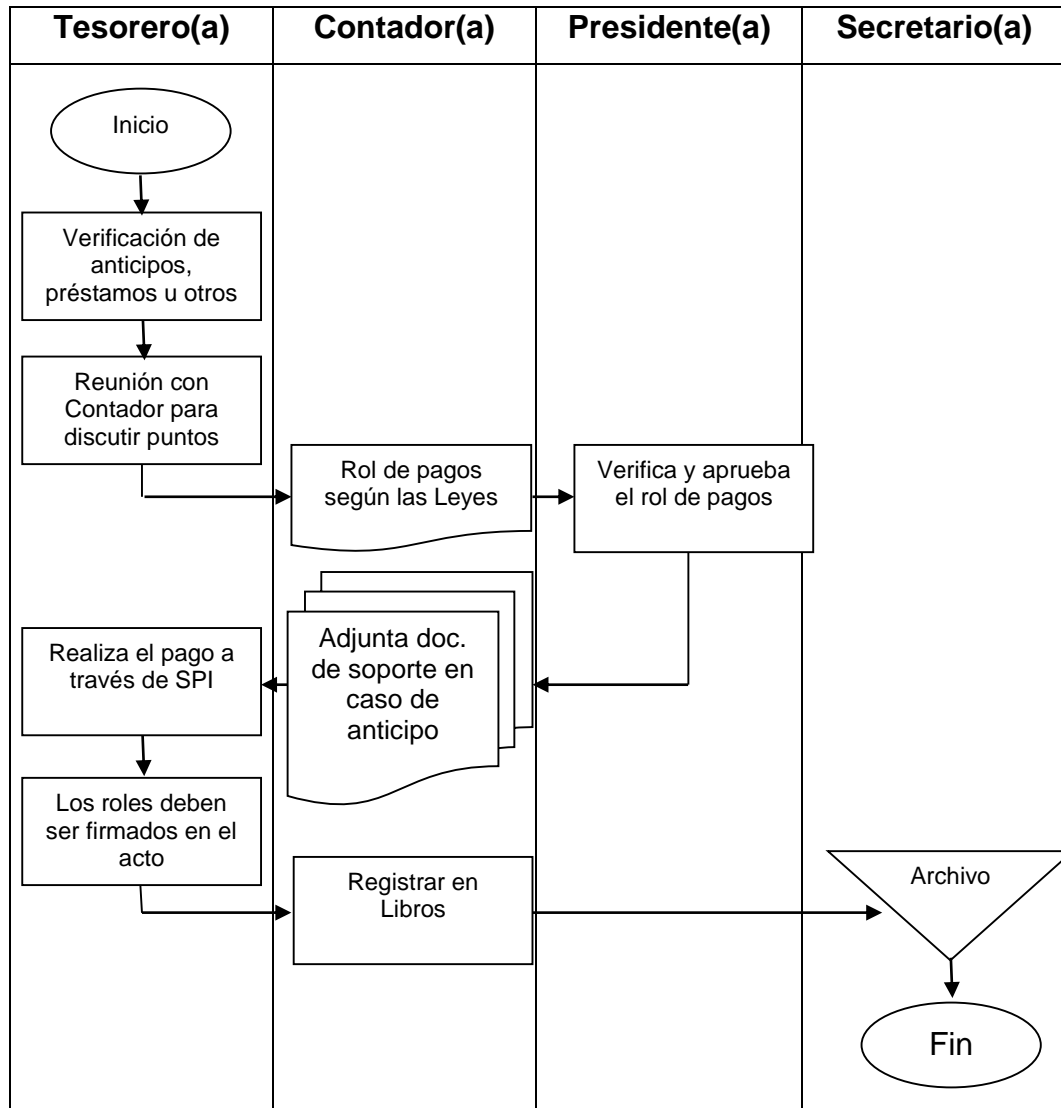 Tesorero(a)
Contador(a)
Presidente(a)
Secretario(a)
Inicio
Verificación de
anticipos,
préstamos u otros
Reunión con
Contador para
discutir puntos
Rol de pagos
según las Leyes
Verifica y aprueba
el rol de pagos
Adjunta doc.
de soporte en
caso de
anticipo
Realiza el pago a
través de SPI
Los roles deben
ser firmados en el
acto
Registrar en
Libros
Archivo
Fin